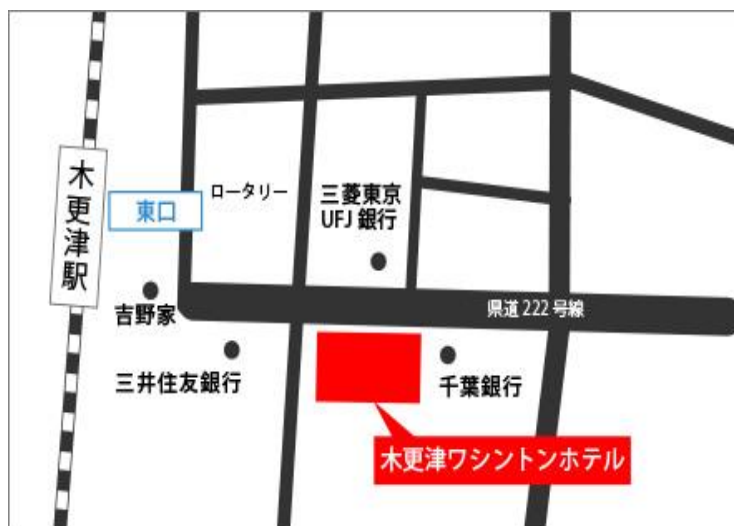 木更津駅
東口
ロータリー
三菱東京
UFJ 銀行
県道 222 号線
吉野家
三井住友銀行
千葉銀行
木更津ワシントンホテル